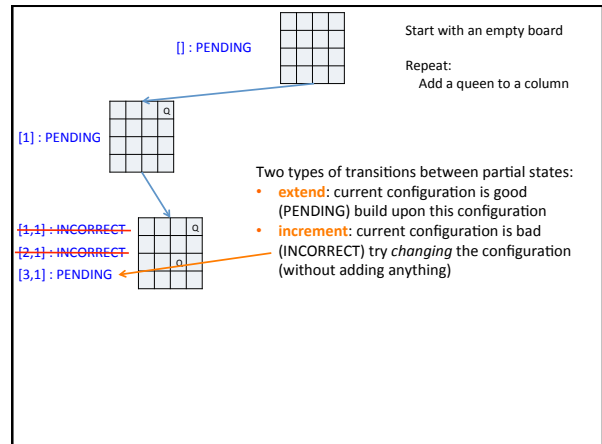 [] : PENDING
Start with an empty board
Repeat:
Add a queen to a column
Q
[1] : PENDING
Two types of transitions between partial states:
• extend: current configuration is good
(PENDING) build upon this configuration
• increment: current configuration is bad
(INCORRECT) try changing the configuration
(without adding anything)
[1,1] : INCORRECT
Q
[2,1] : INCORRECT
Q
[3,1] : PENDING